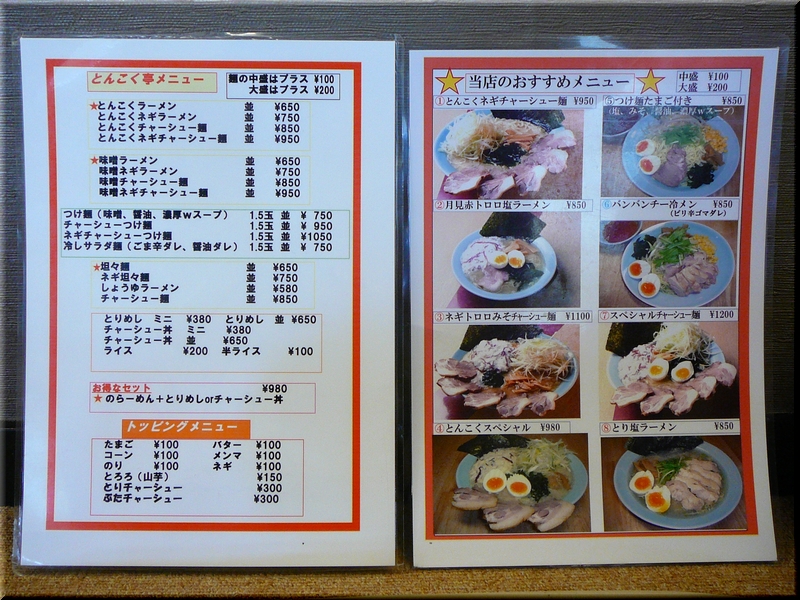 とんこく亭メニュー
麺の中盛はプラス ¥100
大盛はプラス ¥200
★とんこくラーメン 並 ¥650
とんこくネギラーメン ¥750
とんこくチャーシュー麺 ¥850
とんこくネギチャーシュー麺 並 ¥950
★味噌ラーメン 並 ¥650
味噌ネギラーメン ¥750
味噌チャーシュー麺 ¥850
味噌ネギチャーシュー麺 並 ¥950
つけ麺(味噌、醤油、濃厚wスープ) 1.5玉 並 ¥ 750
チャーシューつけ麺 1.5玉 並 ¥ 950
ネギチャーシューつけ麺 1.5玉 並 ¥1050
冷しサラダ麺(ごま辛ダレ、醤油ダレ) 1.5玉 並 ¥ 750
★坦々麺 並 ¥650
ネギ坦々麺 ¥750
しょうゆラーメン ¥580
チャーシュー麺 並 ¥850
とりめし ミニ ¥380 とりめし 並 ¥650
チャーシュー丼 ミニ ¥380
チャーシュー丼 並 ¥650
ライス ¥200 半ライス ¥100
お得なセット ¥980
★ のらーめん+とりめしorチャーシュー丼
トッピングメニュー
たまご ¥100 バター ¥100
コーン ¥100 メンマ ¥100
のり ¥100 ネギ ¥100
とろろ(山芋) ¥150
とりチャーシュー ¥300
ぶたチャーシュー ¥300
当店のおすすめメニュー
中盛 ¥100
大盛 ¥200
①とんこくネギチャーシュー麺 ¥950
②月見赤トロロ塩ラーメン ¥850
③ネギトロロみそチャーシュー麺 ¥1100
④とんこくスペシャル ¥980
⑤つけ麺たまご付き ¥850
(塩、みそ、醤油、濃厚wスープ)
⑥バンバンチー冷メン ¥850
(ピリ辛ゴマダレ)
⑦スペシャルチャーシュー麺 ¥1200
⑧とり塩ラーメン ¥850